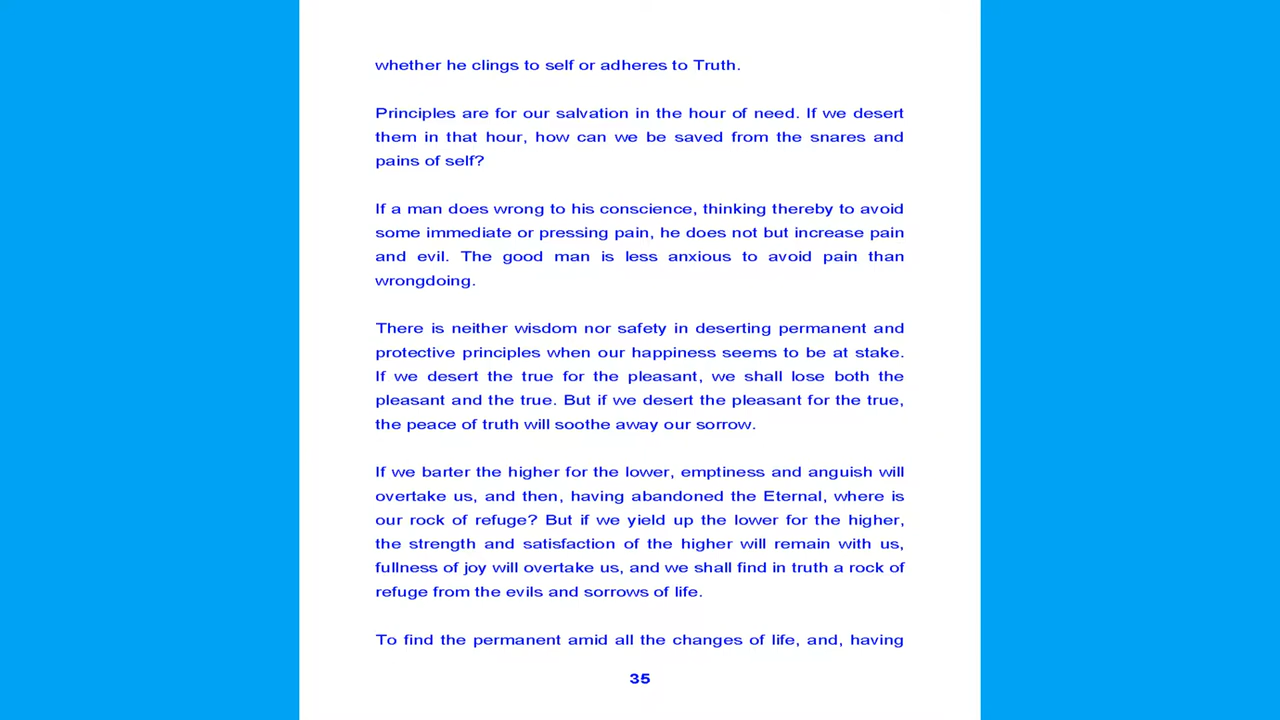 whether he clings to self or adheres to Truth.
Principles are for our salvation in the hour of need. If we desert
them in that hour, how can we be saved from the snares and
pains of self?
If a man does wrong to his conscience, thinking thereby to avoid
some immediate or pressing pain, he does not but increase pain
and evil. The good man is less anxious to avoid pain than
wrongdoing.
There is neither wisdom nor safety in deserting permanent and
protective principles when our happiness seems to be at stake.
If we desert the true for the pleasant, we shall lose both the
pleasant and the true. But if we desert the pleasant for the true,
the peace of truth will soothe away our sorrow.
If we barter the higher for the lower, emptiness and anguish will
overtake us, and then, having abandoned the Eternal, where is
our rock of refuge? But if we yield up the lower for the higher,
the strength and satisfaction of the higher will remain with us,
fullness of joy will overtake us, and we shall find in truth a rock of
refuge from the evils and sorrows of life.
To find the permanent amid all the changes of life, and, having
35